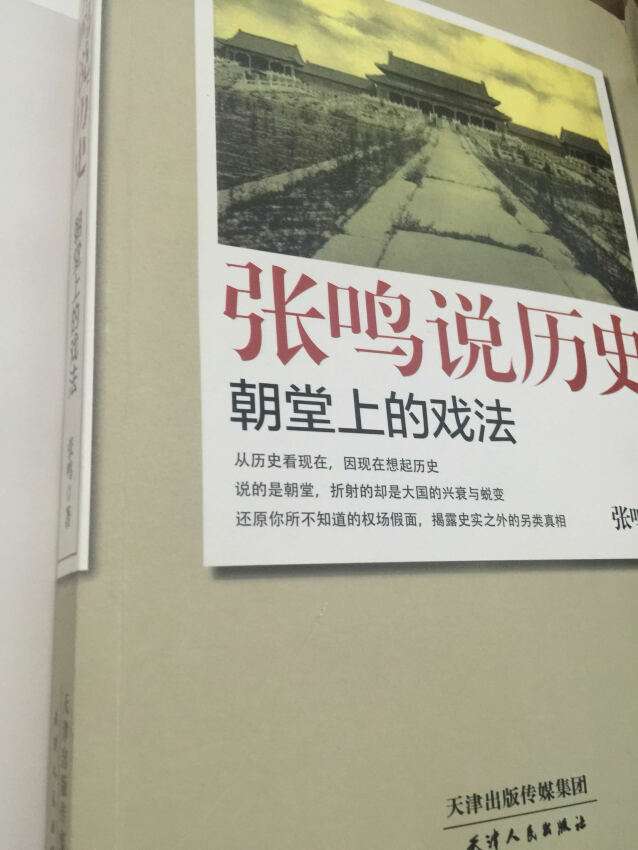 张鸣说历史
朝堂上的戏法
从历史看现在，因现在想起历史
说的是朝堂，折射的却是大国的兴衰与蜕变
还原你所不知道的权场假面，揭露史实之外的另类真相
张鸣
天津出版传媒集团
天津人民出版社